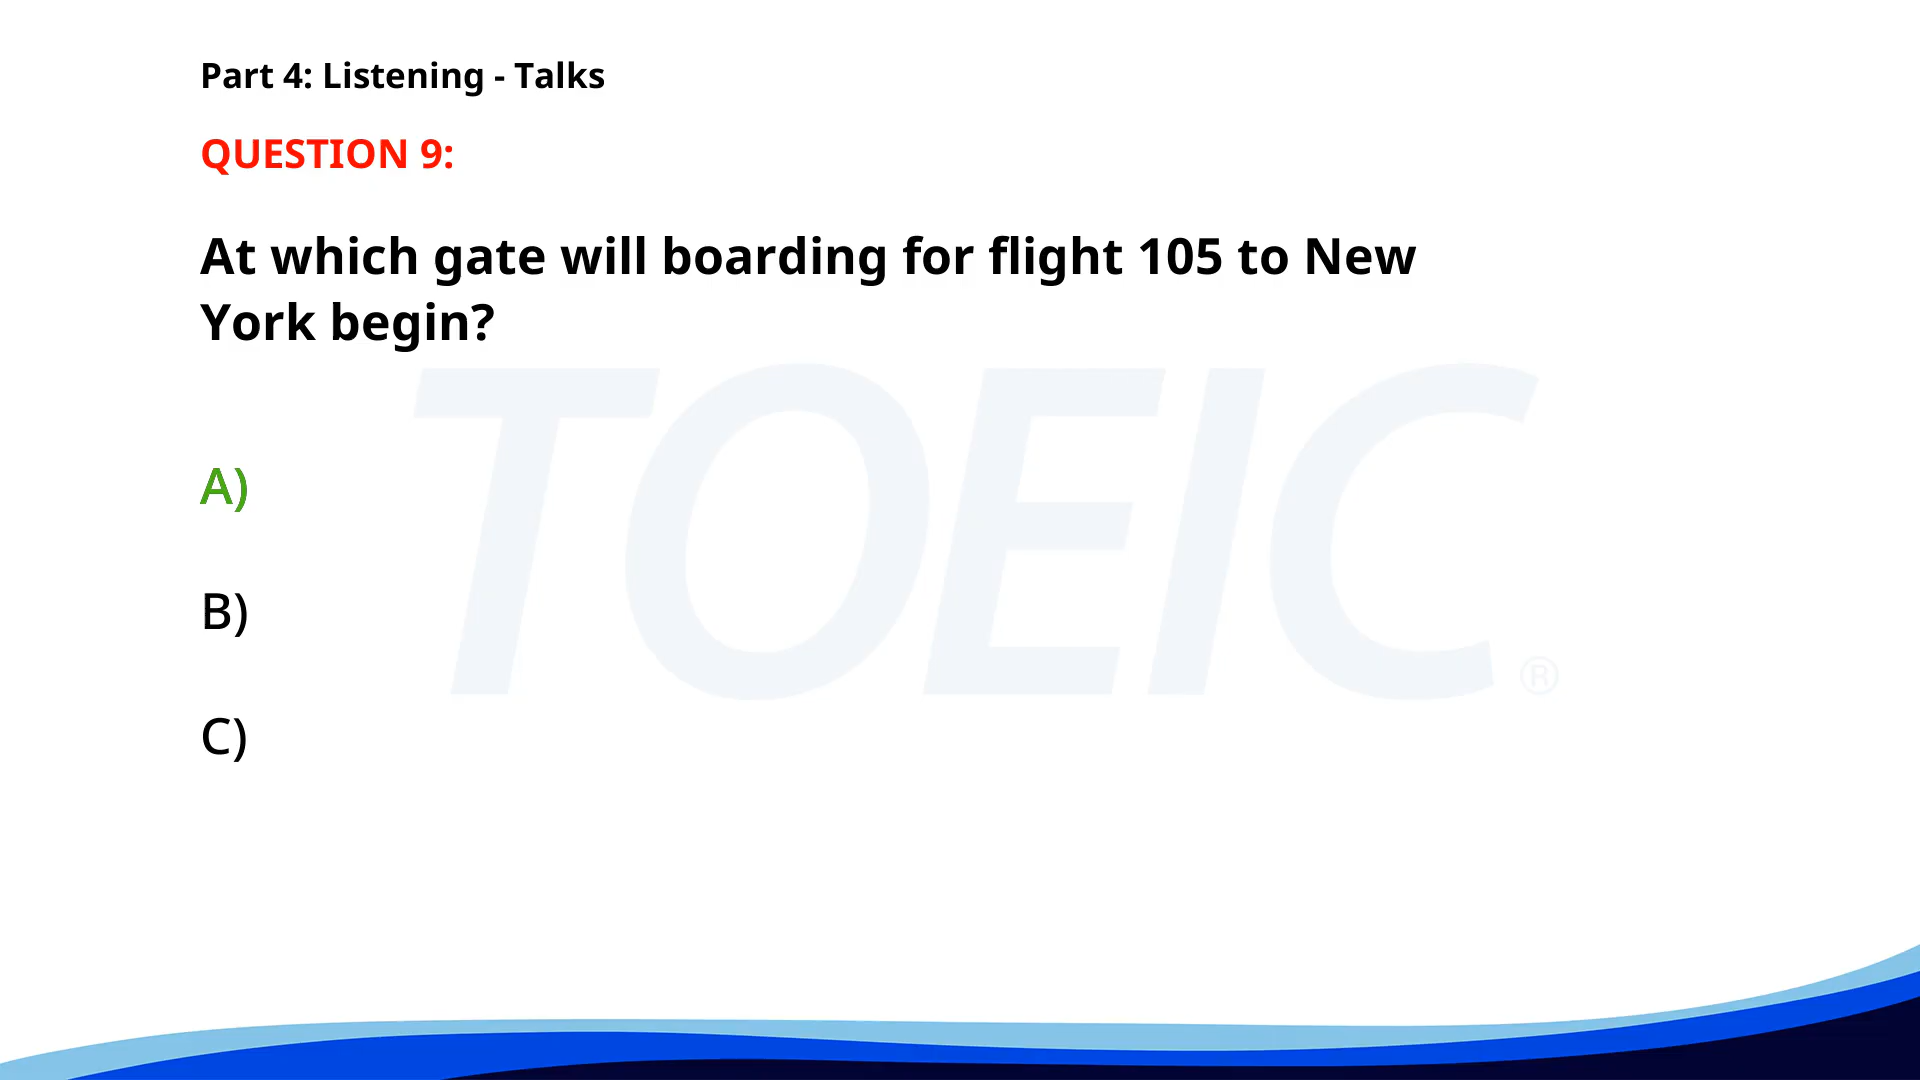 Part 4: Listening - Talks
QUESTION 9:
At which gate will boarding for flight 105 to New
York begin?
TOEIC ®
A)
B)
C)